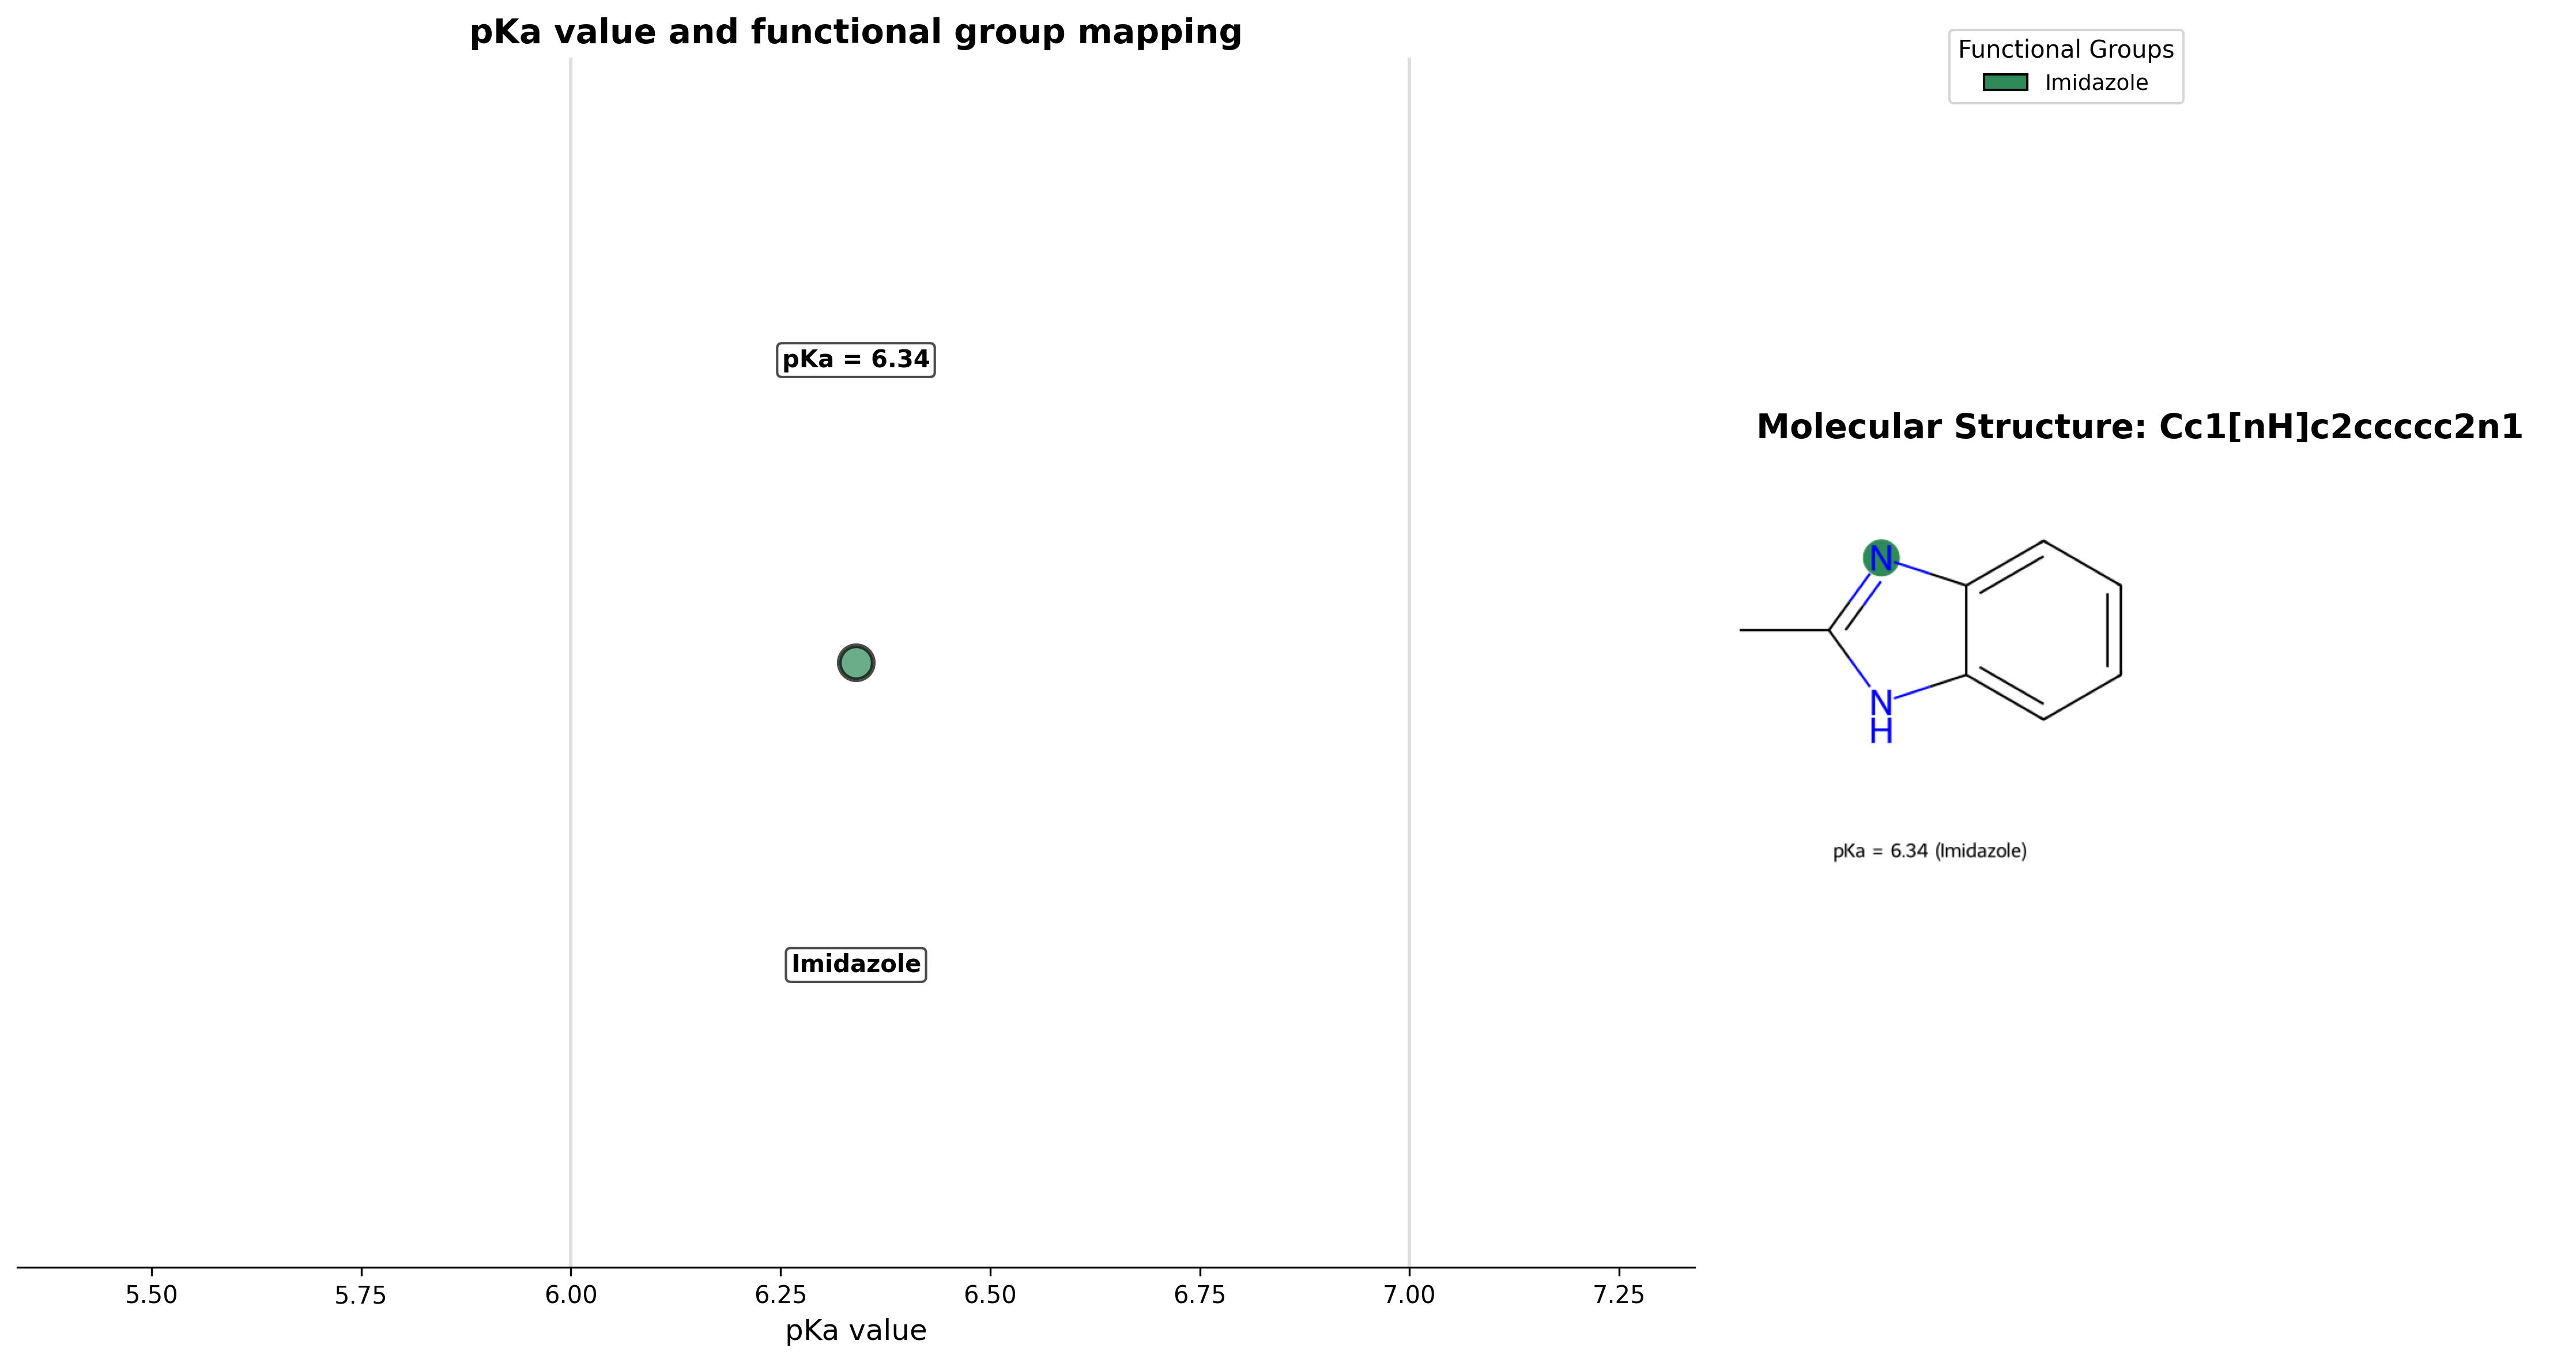 pKa value and functional group mapping
pKa = 6.34
Imidazole
5.50 5.75 6.00 6.25 6.50 6.75 7.00 7.25
pKa value
Functional Groups
Imidazole
Molecular Structure: Cc1[nH]c2ccccc2n1
N
N
H
pKa = 6.34 (Imidazole)